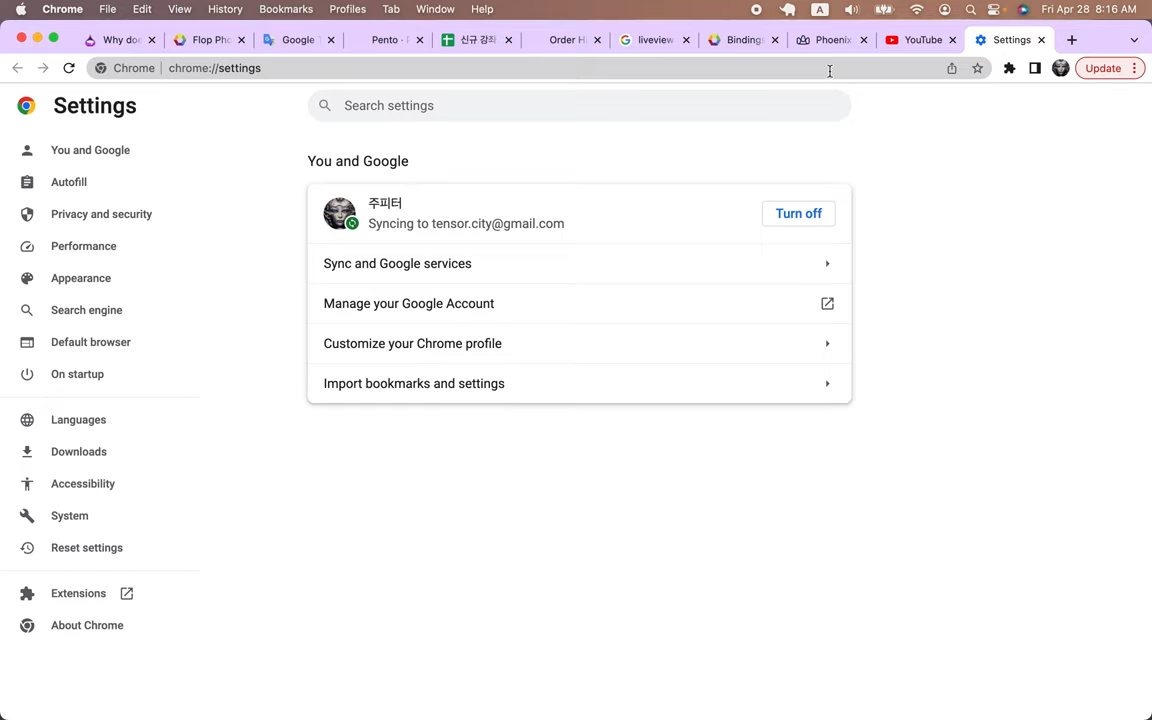 Chrome File Edit View History Bookmarks Profiles Tab Window Help A Fri Apr 28 8:16 AM
Why doe Flop Pho Google T Pento - 신규 강좌 Order Hi liveview Binding Phoenix YouTube Settings
Chrome chrome://settings Update
Settings
Search settings
You and Google
Autofill
Privacy and security
Performance
Appearance
Search engine
Default browser
On startup
Languages
Downloads
Accessibility
System
Reset settings
Extensions
About Chrome
You and Google
주피터
Syncing to tensor.city@gmail.com
Turn off
Sync and Google services
Manage your Google Account
Customize your Chrome profile
Import bookmarks and settings